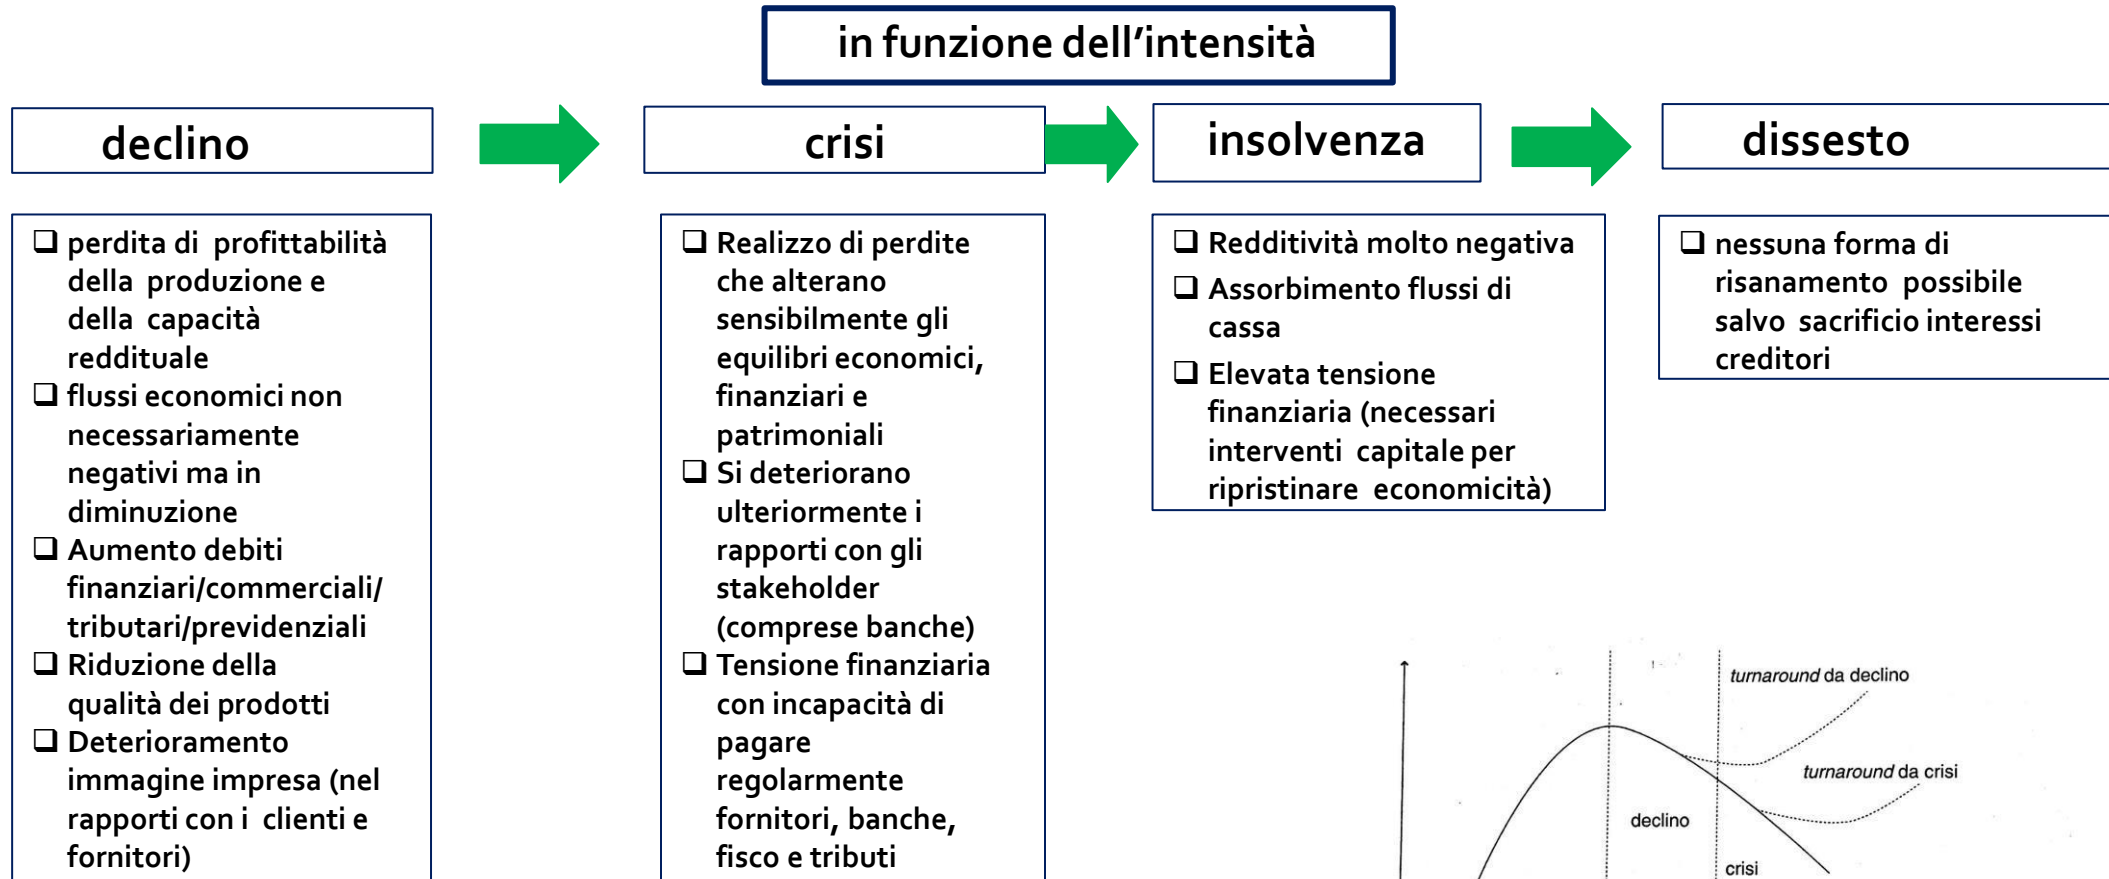 in funzione dell'intensità
declino
crisi
insolvenza
dissesto
❑ perdita di profittabilità
della produzione e
della capacità
reddituale
❑ flussi economici non
necessariamente
negativi ma in
diminuzione
❑ Aumento debiti
finanziari/commerciali/
tributari/previdenziali
❑ Riduzione della
qualità dei prodotti
❑ Deterioramento
immagine impresa (nel
rapporti con i clienti e
fornitori)
❑ Realizzo di perdite
che alterano
sensibilmente gli
equilibri economici,
finanziari e
patrimoniali
❑ Si deteriorano
ulteriormente i
rapporti con gli
stakeholder
(comprese banche)
❑ Tensione finanziaria
con incapacità di
pagare
regolarmente
fornitori, banche,
fisco e tributi
❑ Redditività molto negativa
❑ Assorbimento flussi di
cassa
❑ Elevata tensione
finanziaria (necessari
interventi capitale per
ripristinare economicità)
❑ nessuna forma di
risanamento possibile
salvo sacrificio interessi
creditori
turnaround da declino
turnaround da crisi
declino
crisi